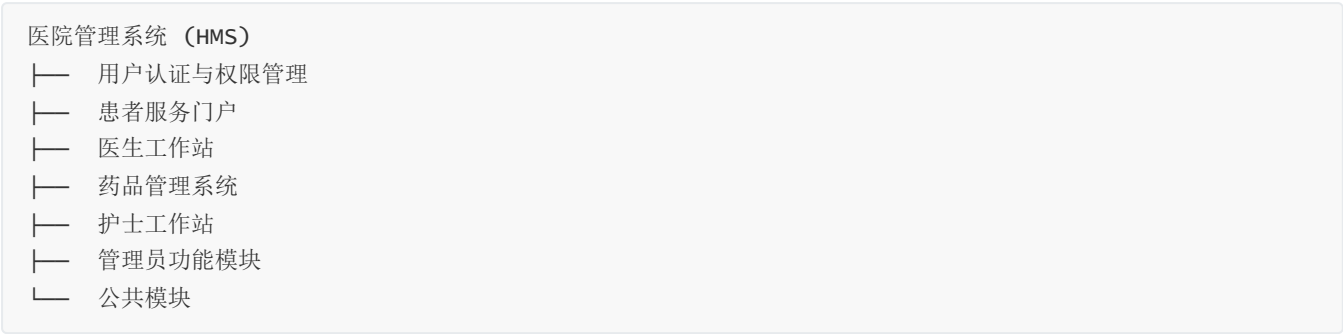 医院管理系统 (HMS)
├── 用户认证与权限管理
├── 患者服务门户
├── 医生工作站
├── 药品管理系统
├── 护士工作站
├── 管理员功能模块
└── 公共模块